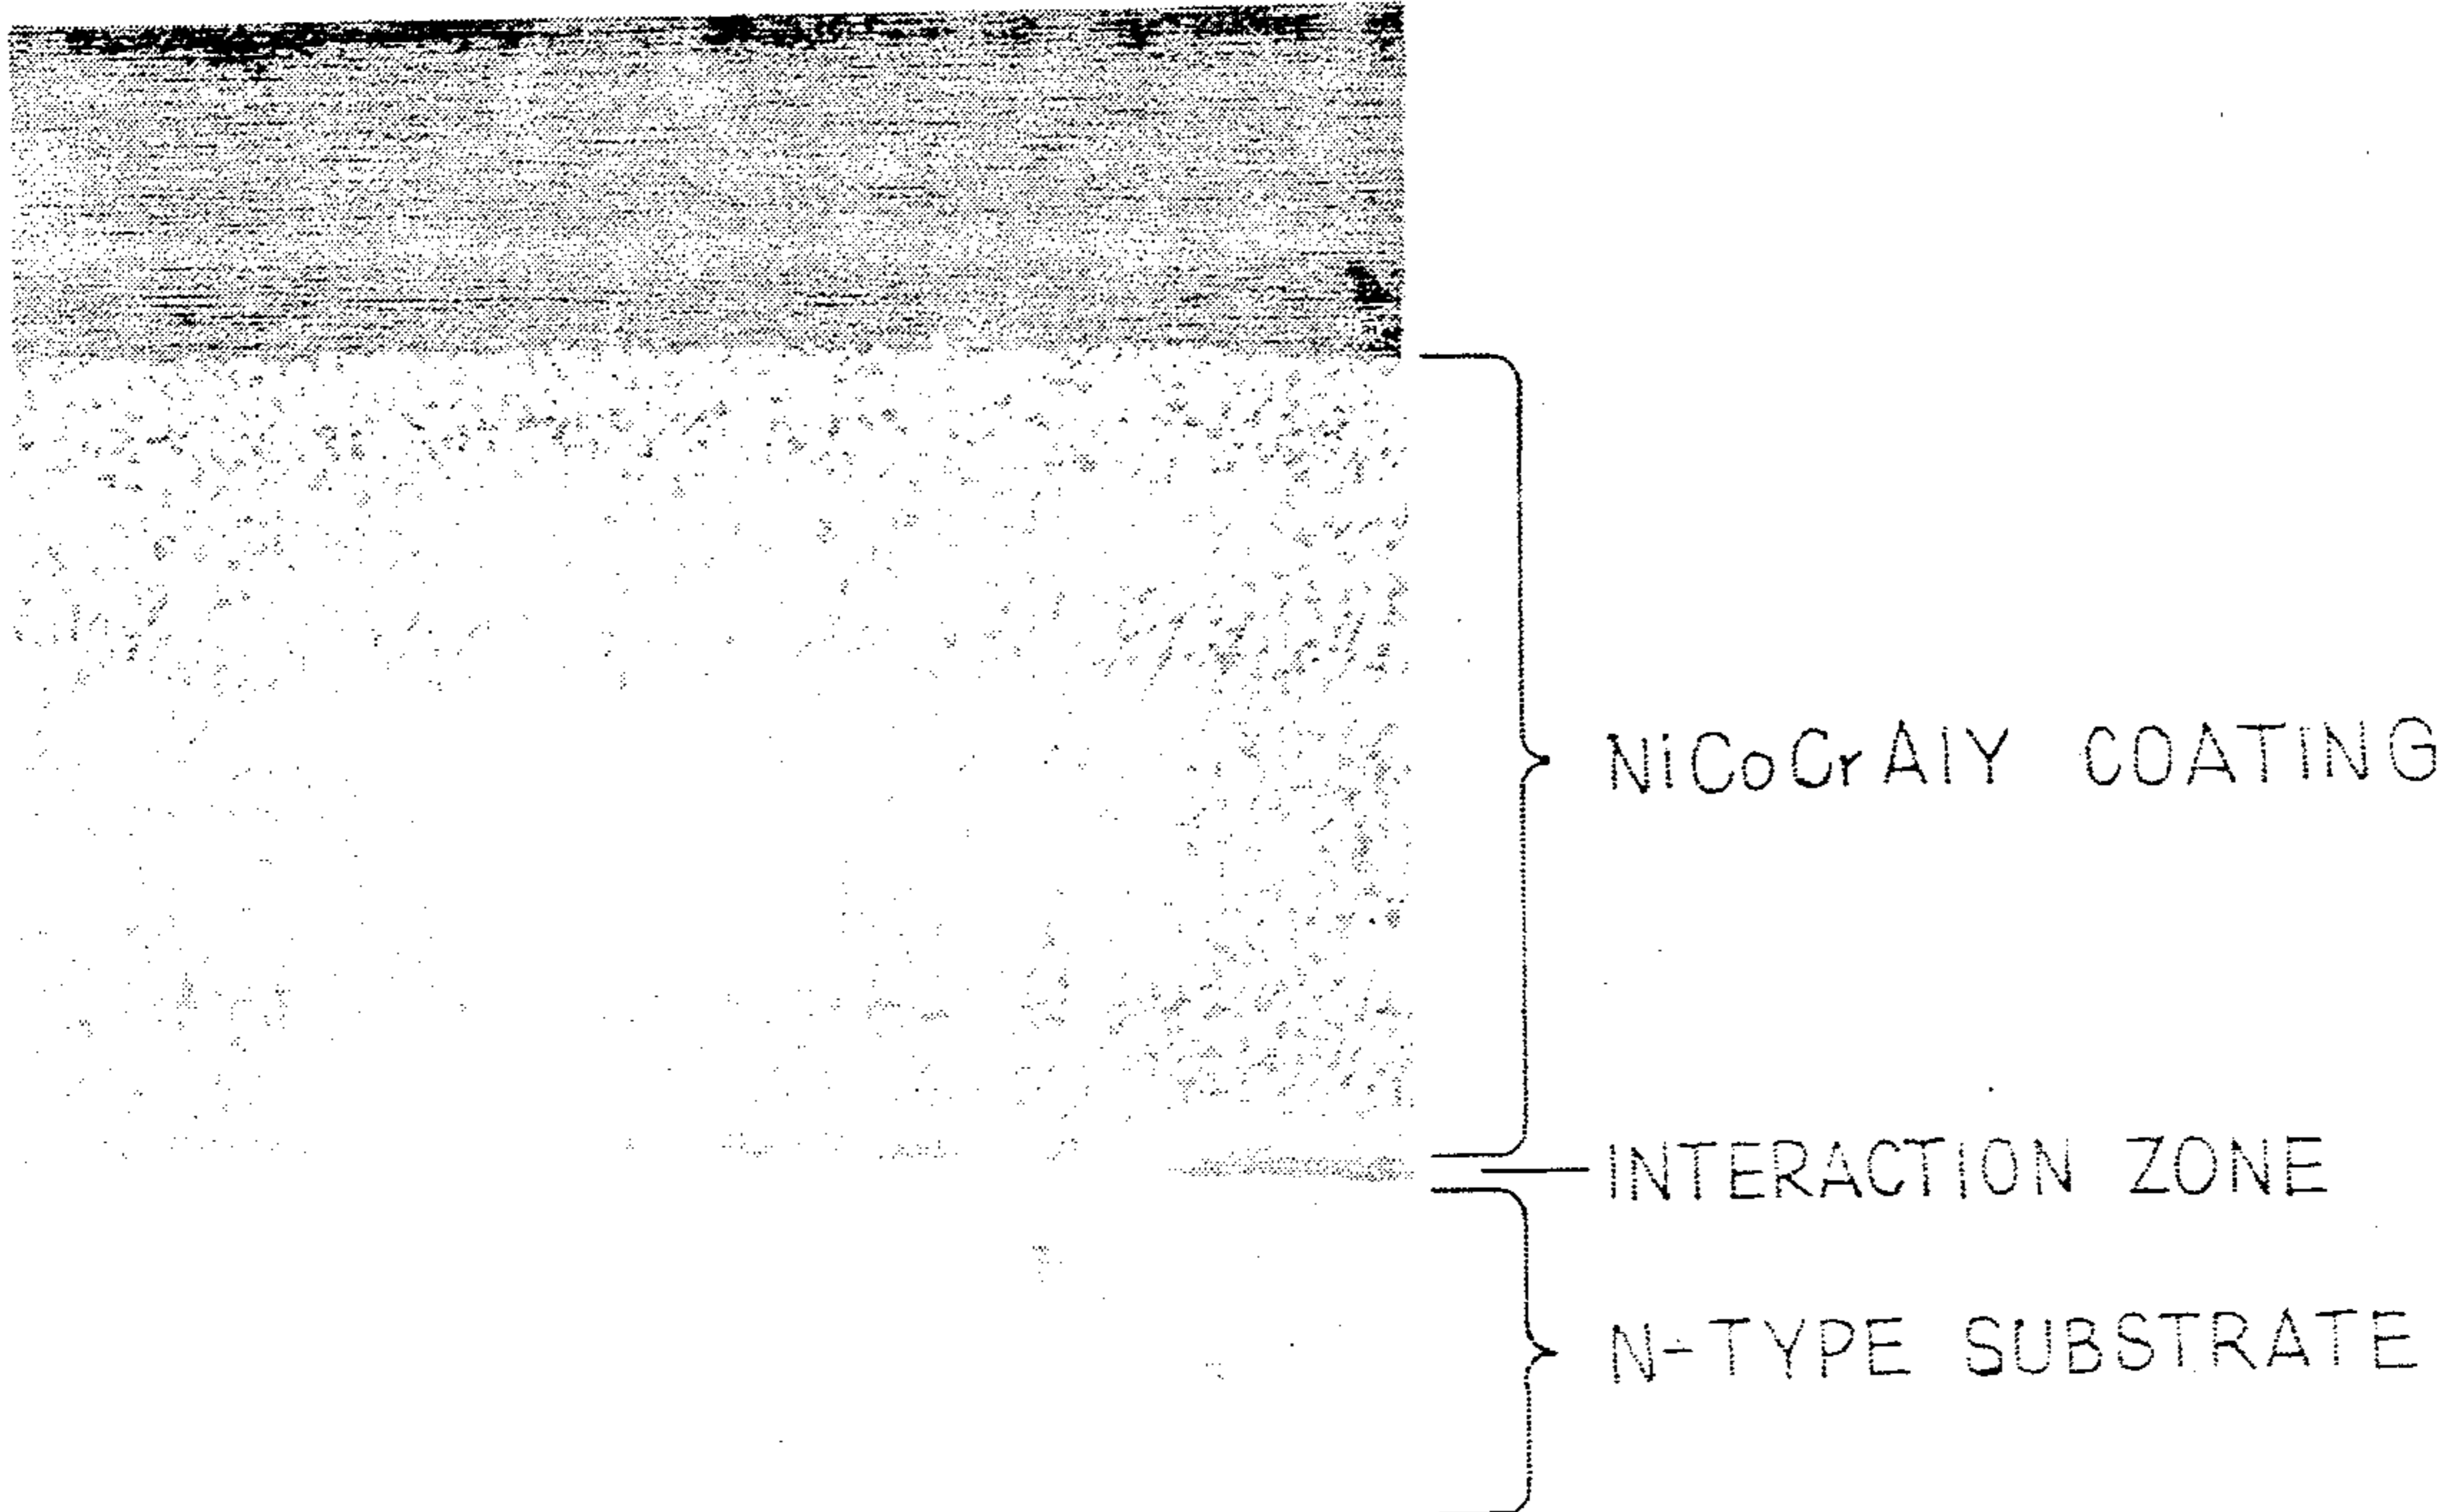 NiCoCrAlY COATING
INTERACTION ZONE
N-TYPE SUBSTRATE